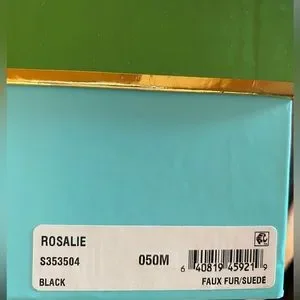 ROSALIE
S353504 050M
6 40819 45921 9
BLACK FAUX FUR/SUEDE